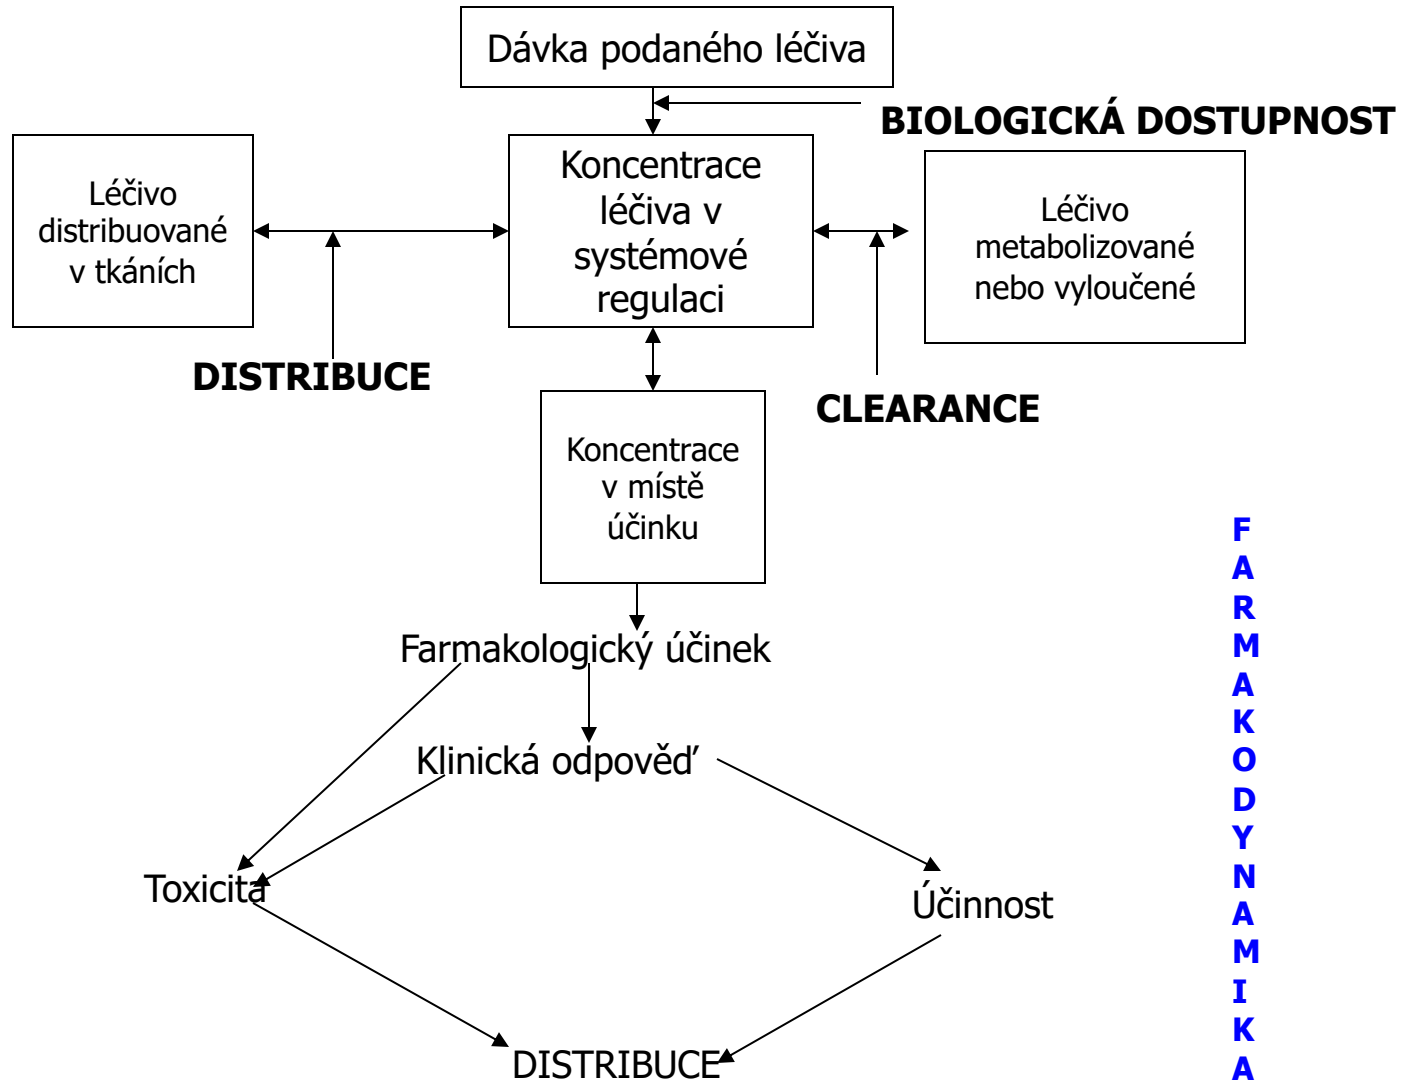 Dávka podaného léčiva
BIOLOGICKÁ DOSTUPNOST
Léčivo
distribuované
v tkáních
Koncentrace
léčiva v
systémové
regulaci
Léčivo
metabolizované
nebo vyloučené
DISTRIBUCE
CLEARANCE
Koncentrace
v místě
účinku
Farmakologický účinek
Klinická odpověď
Toxicita
Účinnost
DISTRIBUCE
F
A
R
M
A
K
O
D
Y
N
A
M
I
K
A